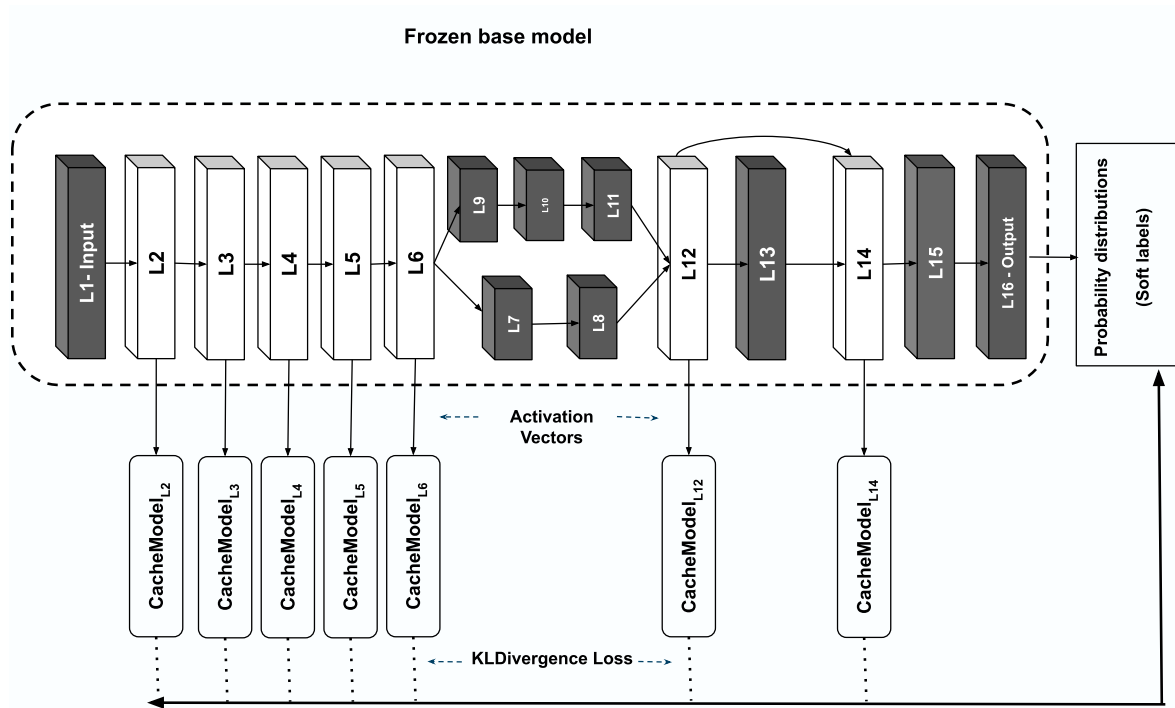 Frozen base model
L1- Input
L2
L3
L4
L5
L6
L9
L10
L11
L7
L8
L12
L13
L14
L15
L16 - Output
Probability distributions
(Soft labels)
Activation
Vectors
CacheModelL2
CacheModelL3
CacheModelL4
CacheModelL5
CacheModelL6
CacheModelL12
CacheModelL14
KLDivergence Loss